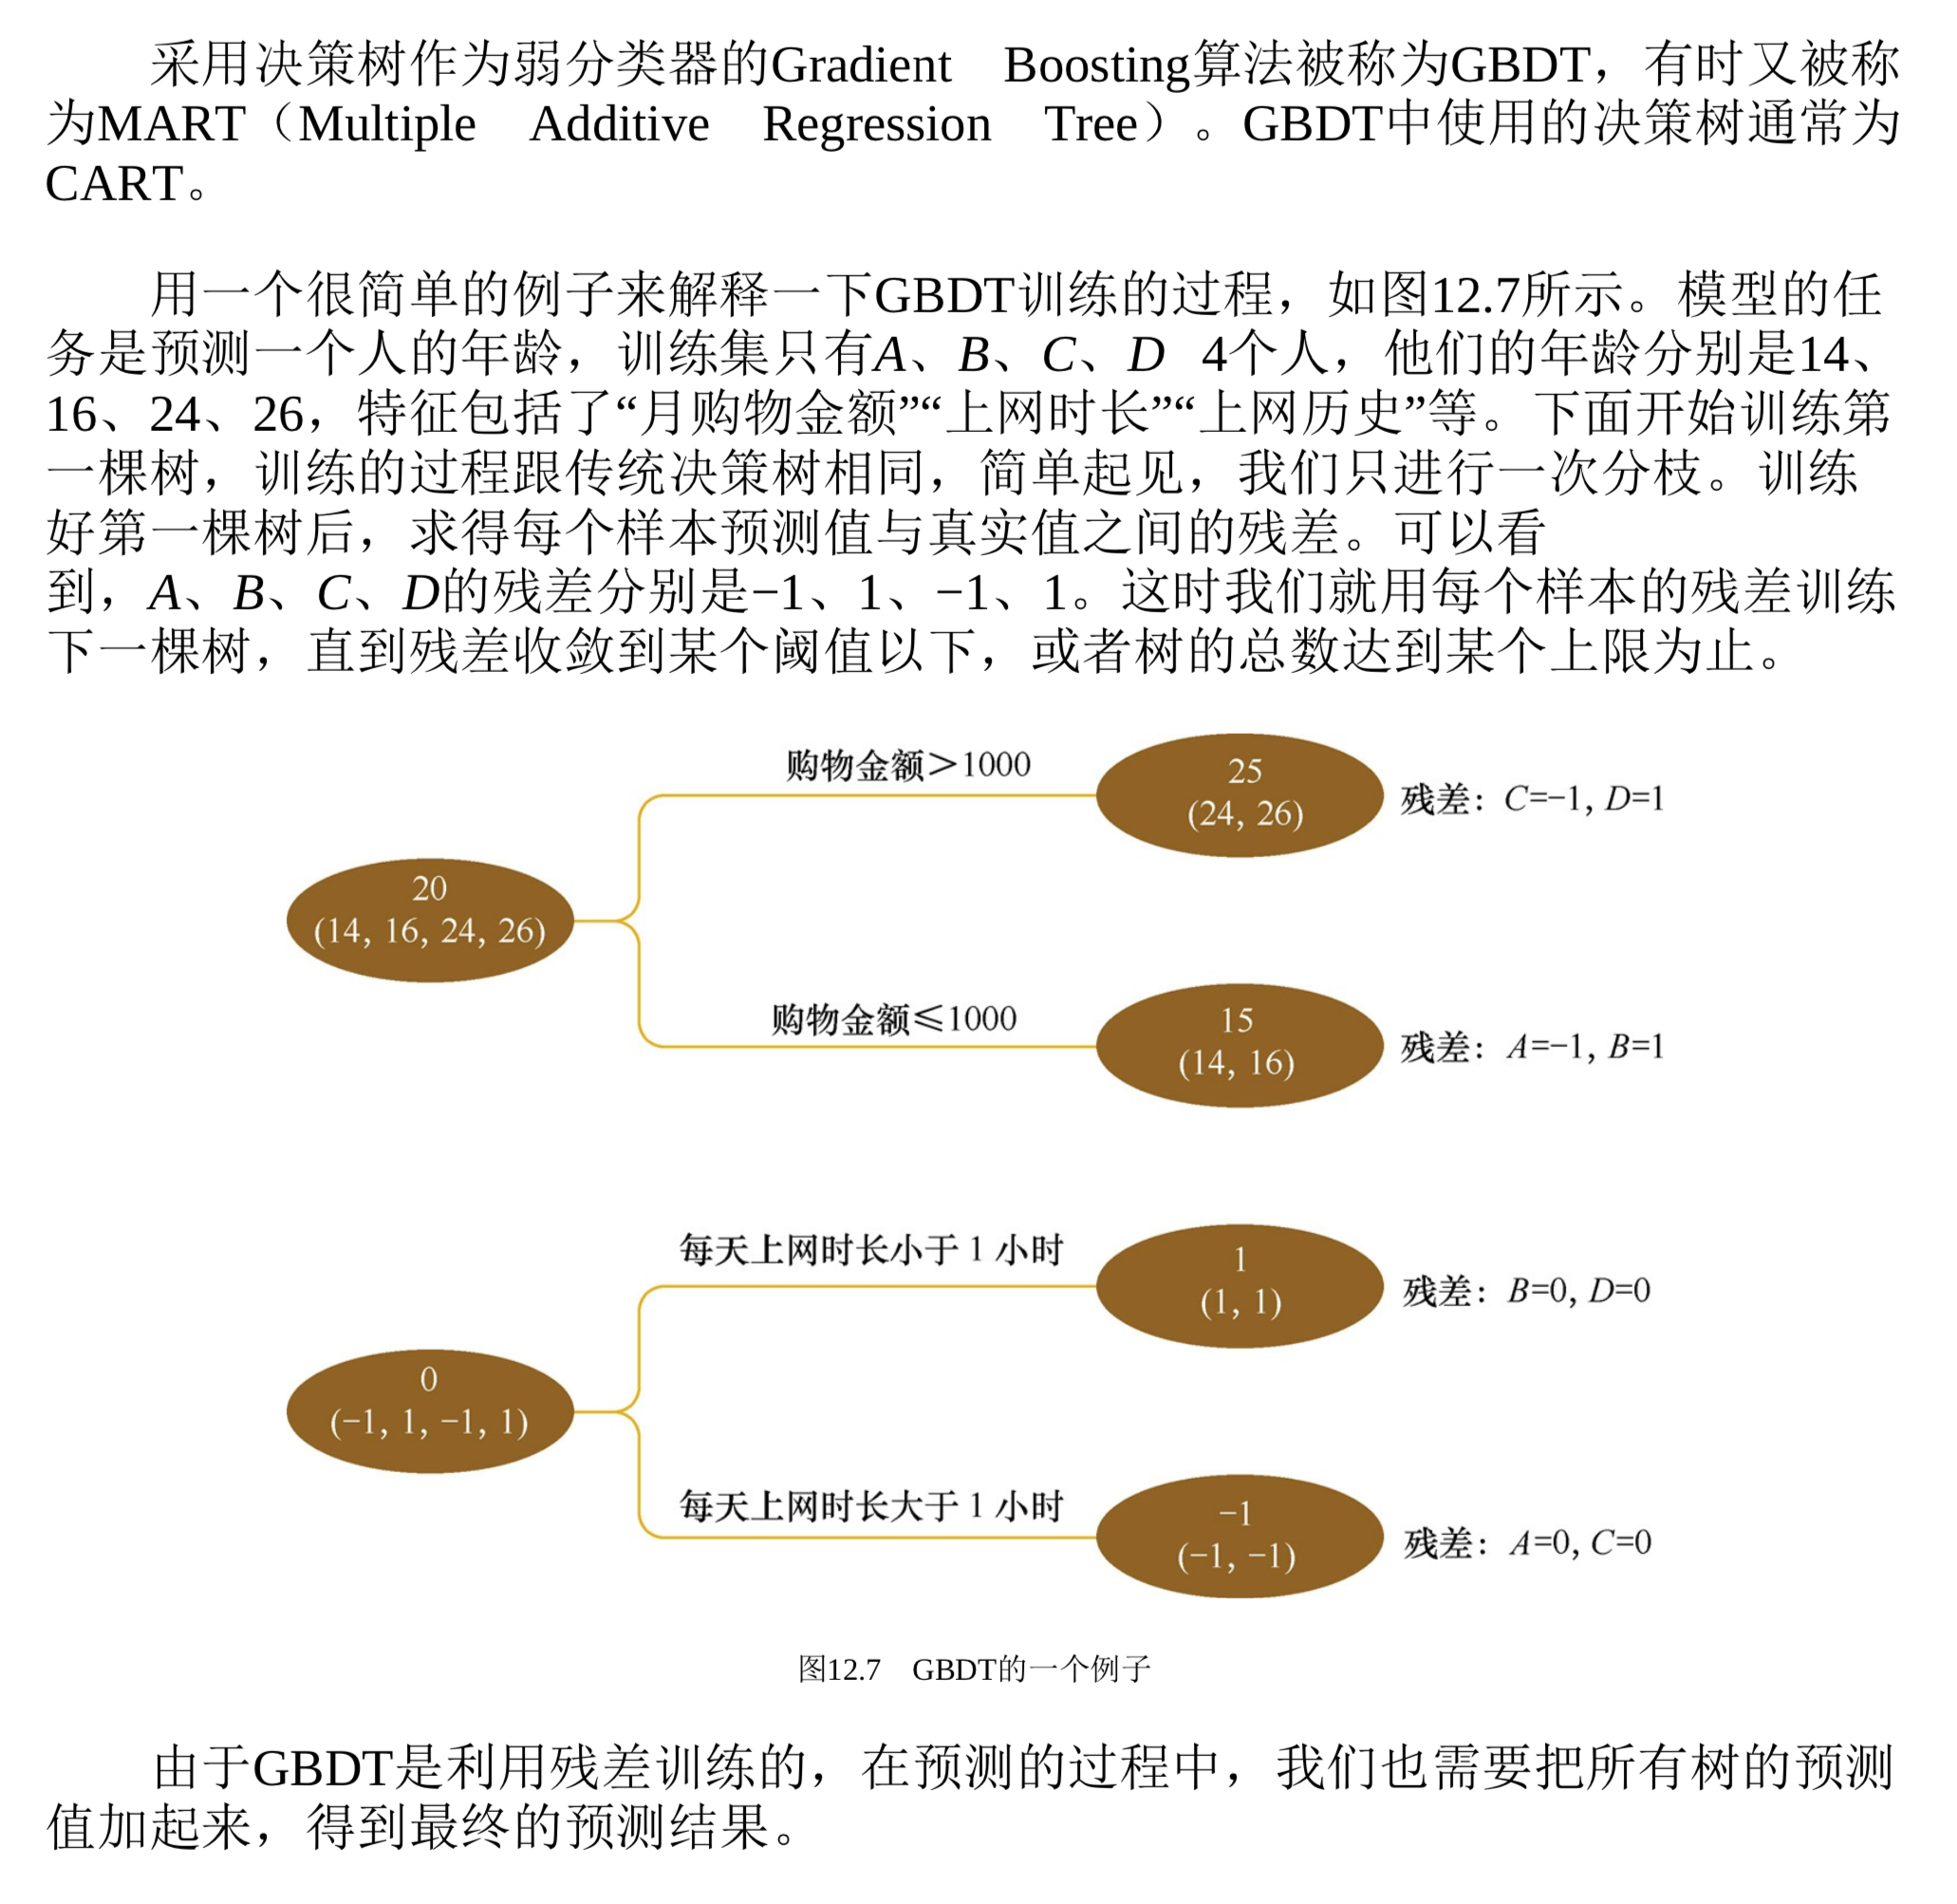 采用决策树作为弱分类器的Gradient Boosting算法被称为GBDT，有时又被称
为MART（Multiple Additive Regression Tree）。GBDT中使用的决策树通常为
CART。
用一个很简单的例子来解释一下GBDT训练的过程，如图12.7所示。模型的任
务是预测一个人的年龄，训练集只有A、B、C、D 4个人，他们的年龄分别是14、
16、24、26，特征包括了“月购物金额”“上网时长”“上网历史”等。下面开始训练第
一棵树，训练的过程跟传统决策树相同，简单起见，我们只进行一次分枝。训练
好第一棵树后，求得每个样本预测值与真实值之间的残差。可以看
到，A、B、C、D的残差分别是−1、1、−1、1。这时我们就用每个样本的残差训练
下一棵树，直到残差收敛到某个阈值以下，或者树的总数达到某个上限为止。
购物金额＞1000
25
(24, 26)
残差：C=−1, D=1
20
(14, 16, 24, 26)
购物金额≤1000
15
(14, 16)
残差：A=−1, B=1
每天上网时长小于 1 小时
1
(1, 1)
残差：B=0, D=0
0
(−1, 1, −1, 1)
每天上网时长大于 1 小时
−1
(−1, −1)
残差：A=0, C=0
图12.7 GBDT的一个例子
由于GBDT是利用残差训练的，在预测的过程中，我们也需要把所有树的预测
值加起来，得到最终的预测结果。